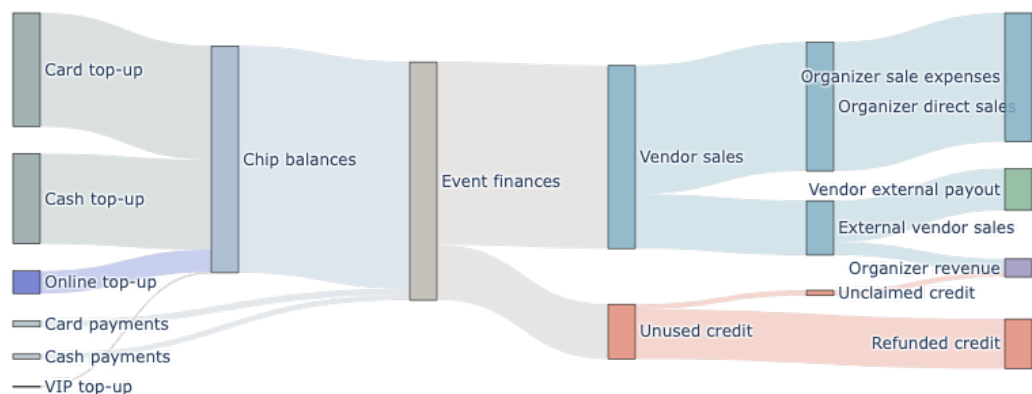 Card top-up
Cash top-up
Online top-up
Card payments
Cash payments
VIP top-up
Chip balances
Event finances
Vendor sales
Unused credit
Organizer direct sales
External vendor sales
Unclaimed credit
Organizer sale expenses
Vendor external payout
Organizer revenue
Refunded credit